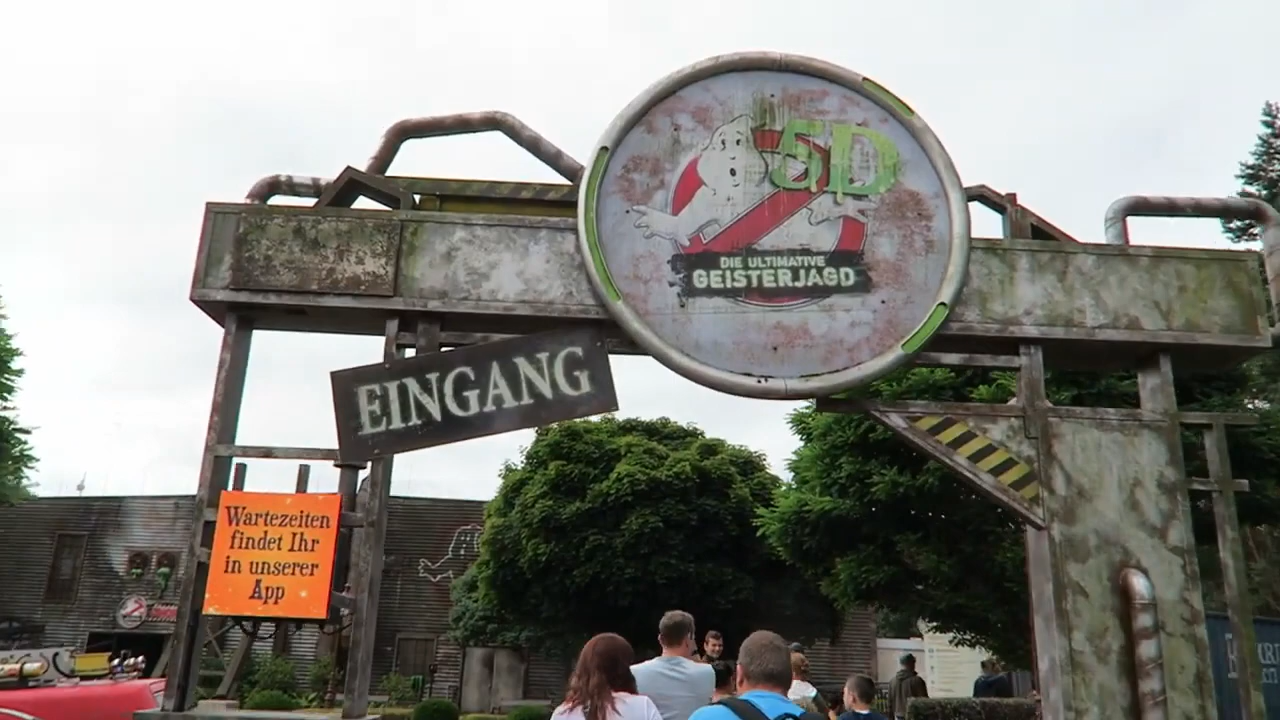 5D
DIE ULTIMATIVE
GEISTERJAGD
EINGANG
Wartezeiten
findet Ihr
in unserer
App